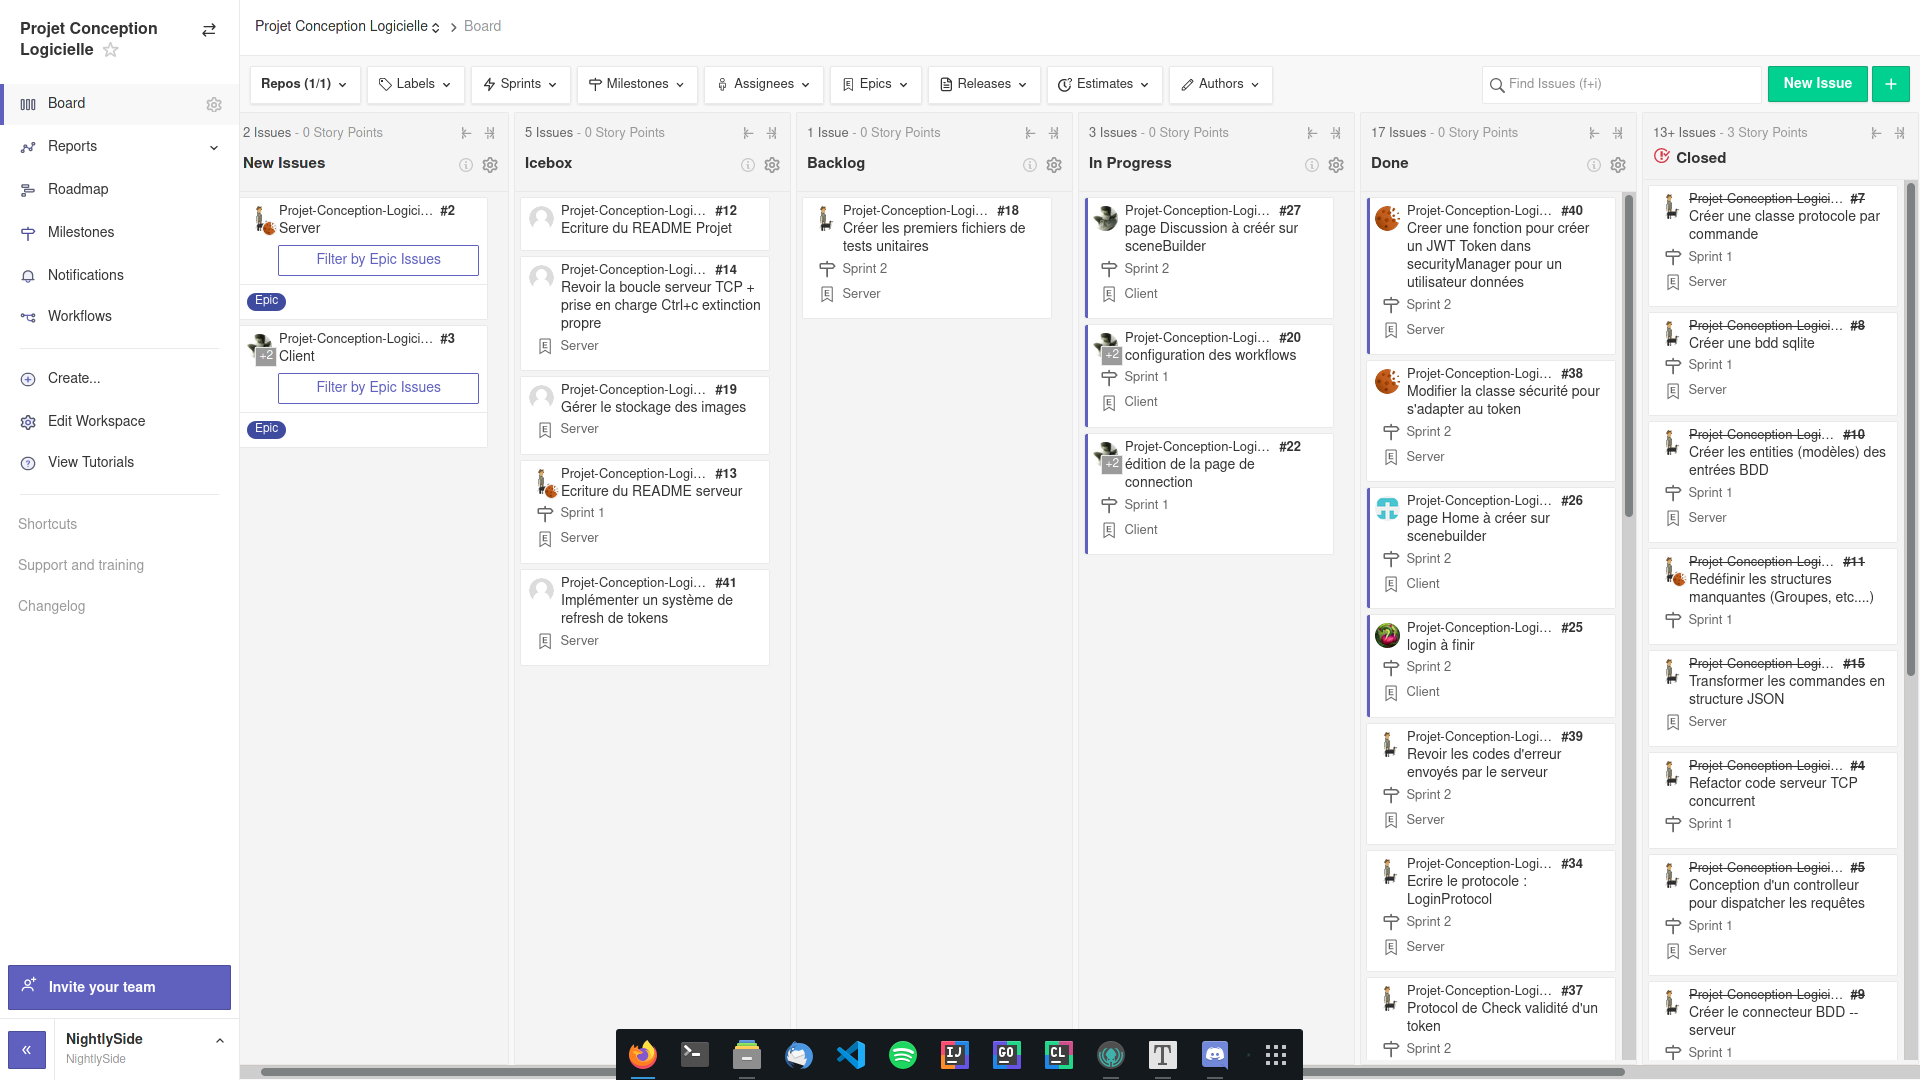 Projet Conception
Logicielle
Board
Reports
Roadmap
Milestones
Notifications
Workflows
Create...
Edit Workspace
View Tutorials
Shortcuts
Support and training
Changelog
Invite your team
«
NightlySide
NightlySide
Projet Conception Logicielle > Board
Repos (1/1)
Labels
Sprints
Milestones
Assignees
Epics
Releases
Estimates
Authors
Find Issues (f+i)
New Issue
+
2 Issues - 0 Story Points
New Issues
Projet-Conception-Logici... #2
Server
Filter by Epic Issues
Epic
Projet-Conception-Logici... #3
+2
Client
Filter by Epic Issues
Epic
5 Issues - 0 Story Points
Icebox
Projet-Conception-Logi... #12
Ecriture du README Projet
Projet-Conception-Logi... #14
Revoir la boucle serveur TCP +
prise en charge Ctrl+c extinction
propre
Server
Projet-Conception-Logi... #19
Gérer le stockage des images
Server
Projet-Conception-Logi... #13
Ecriture du README serveur
Sprint 1
Server
Projet-Conception-Logi... #41
Implémenter un système de
refresh de tokens
Server
1 Issue - 0 Story Points
Backlog
Projet-Conception-Logi... #18
Créer les premiers fichiers de
tests unitaires
Sprint 2
Server
3 Issues - 0 Story Points
In Progress
Projet-Conception-Logi... #27
page Discussion à créér sur
sceneBuilder
Sprint 2
Client
Projet-Conception-Logi... #20
+2
configuration des workflows
Sprint 1
Client
Projet-Conception-Logi... #22
+2
édition de la page de
connection
Sprint 1
Client
17 Issues - 0 Story Points
Done
Projet-Conception-Logi... #40
Creer une fonction pour créer
un JWT Token dans
securityManager pour un
utilisateur données
Sprint 2
Server
Projet-Conception-Logi... #38
Modifier la classe sécurité pour
s'adapter au token
Sprint 2
Server
Projet-Conception-Logi... #26
page Home à créer sur
scenebuilder
Sprint 2
Client
Projet-Conception-Logi... #25
login à finir
Sprint 2
Client
Projet-Conception-Logi... #39
Revoir les codes d'erreur
envoyés par le serveur
Sprint 2
Server
Projet-Conception-Logi... #34
Ecrire le protocole :
LoginProtocol
Sprint 2
Server
Projet-Conception-Logi... #37
Protocol de Check validité d'un
token
Sprint 2
13+ Issues - 3 Story Points
Closed
Projet-Conception-Logici... #7
Créer une classe protocole par
commande
Sprint 1
Server
Projet-Conception-Logici... #8
Créer une bdd sqlite
Sprint 1
Server
Projet-Conception-Logi... #10
Créer les entities (modèles) des
entrées BDD
Sprint 1
Server
Projet-Conception-Logi... #11
Redéfinir les structures
manquantes (Groupes, etc....)
Sprint 1
Projet-Conception-Logi... #15
Transformer les commandes en
structure JSON
Server
Projet-Conception-Logici... #4
Refactor code serveur TCP
concurrent
Sprint 1
Projet-Conception-Logici... #5
Conception d'un controlleur
pour dispatcher les requêtes
Sprint 1
Server
Projet-Conception-Logici... #9
Créer le connecteur BDD --
serveur
Sprint 1
IJ
GO
CL
T